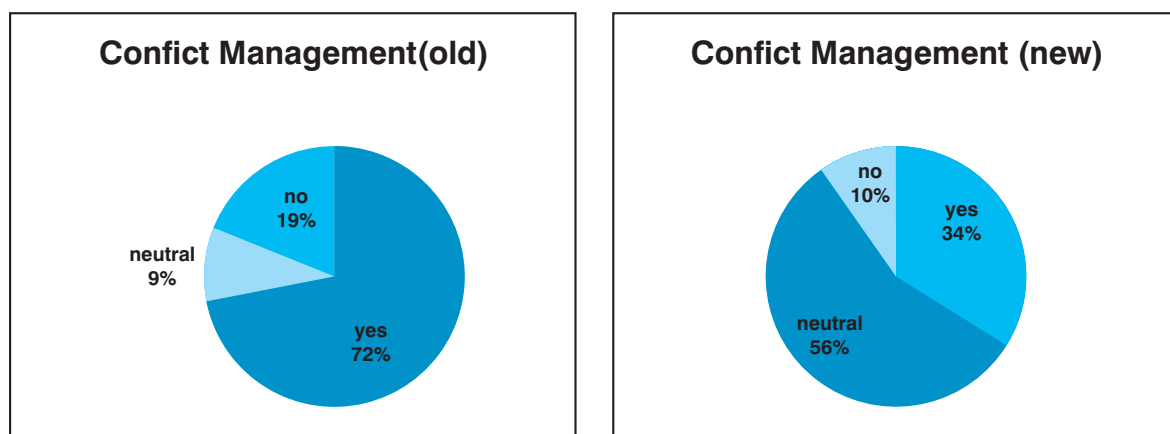 Confict Management(old)
no
19%
neutral
9%
yes
72%
Confict Management (new)
no
10%
yes
34%
neutral
56%